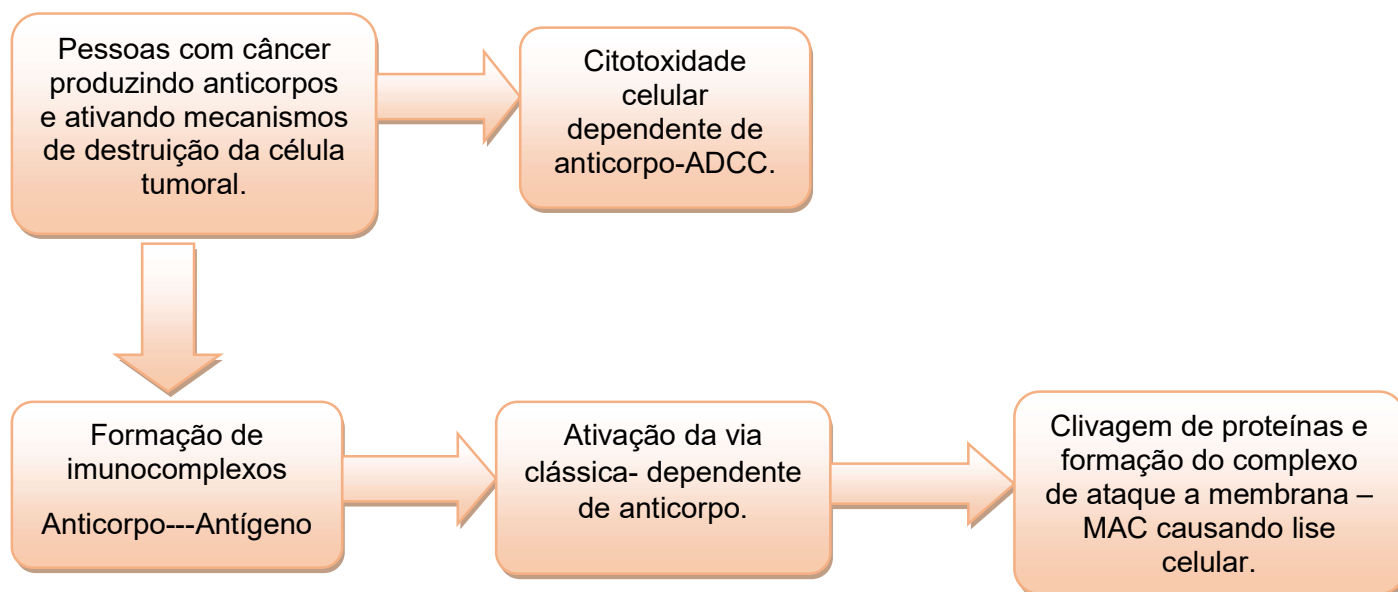 Pessoas com câncer
produzindo anticorpos
e ativando mecanismos
de destruição da célula
tumoral.
Citotoxidade
celular
dependente de
anticorpo-ADCC.
Formação de
imunocomplexos
Anticorpo---Antígeno
Ativação da via
clássica- dependente
de anticorpo.
Clivagem de proteínas e
formação do complexo
de ataque a membrana –
MAC causando lise
celular.